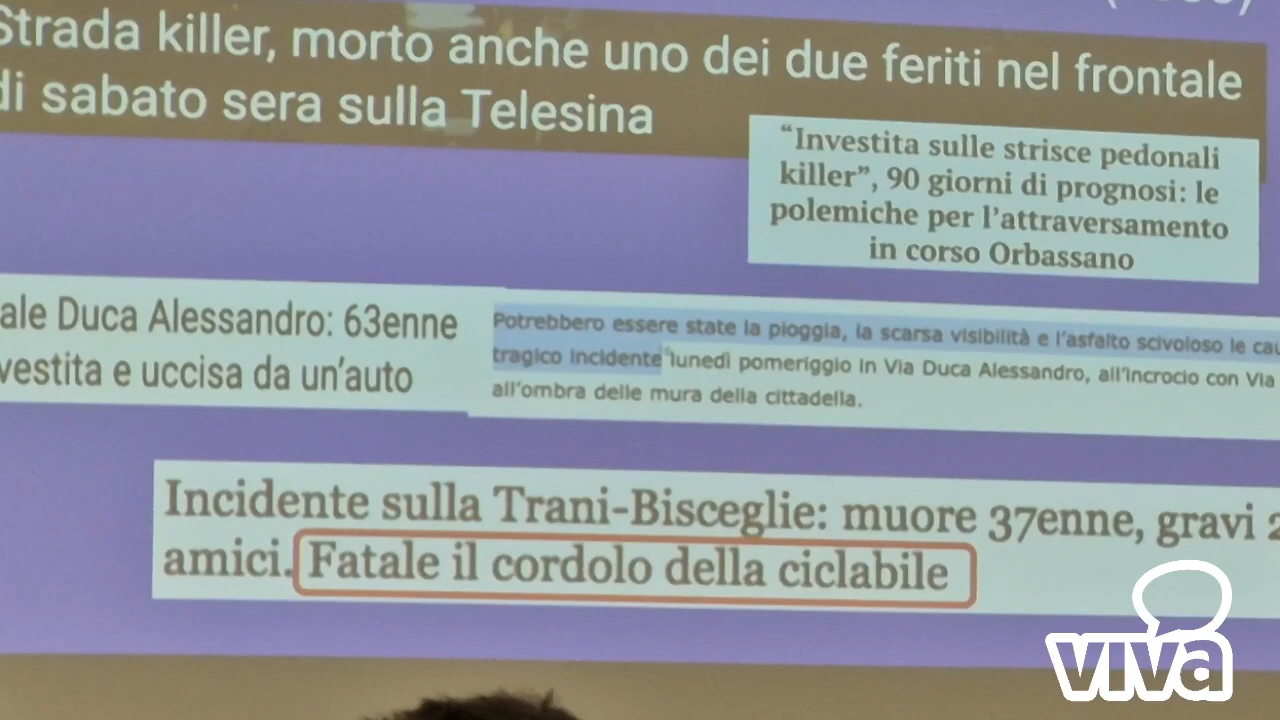 Strada killer, morto anche uno dei due feriti nel frontale
di sabato sera sulla Telesina
“Investita sulle strisce pedonali
killer”, 90 giorni di prognosi: le
polemiche per l’attraversamento
in corso Orbassano
ale Duca Alessandro: 63enne
vestita e uccisa da un’auto
Potrebbero essere state la pioggia, la scarsa visibilità e l’asfalto scivoloso le cau
tragico incidente lunedì pomeriggio in Via Duca Alessandro, all’incrocio con Via
all’ombra delle mura della cittadella.
Incidente sulla Trani-Bisceglie: muore 37enne, gravi 2
amici. Fatale il cordolo della ciclabile
viva